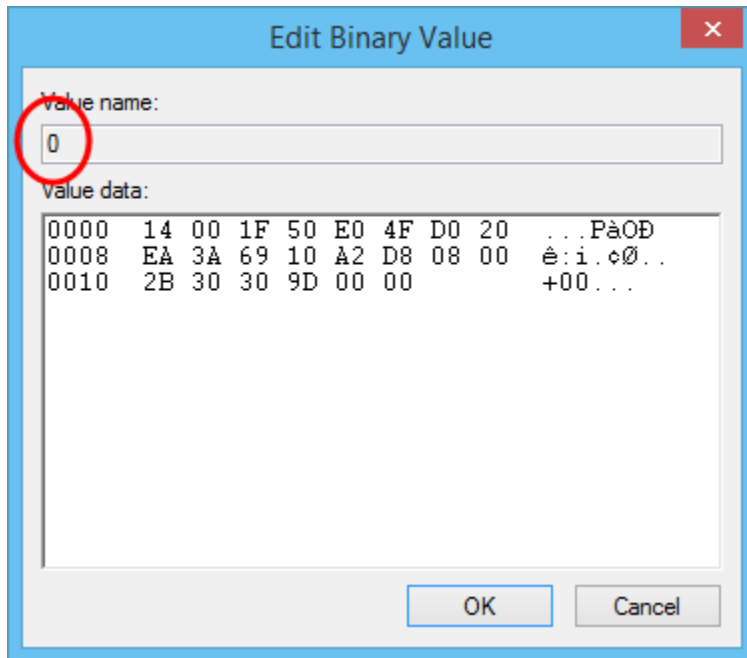 Edit Binary Value
Value name:
0
Value data:
0000 14 00 1F 50 E0 4F D0 20 ...PàOÐ
0008 EA 3A 69 10 A2 D8 08 00 ê:i.¢Ø..
0010 2B 30 30 9D 00 00 +00...
OK Cancel